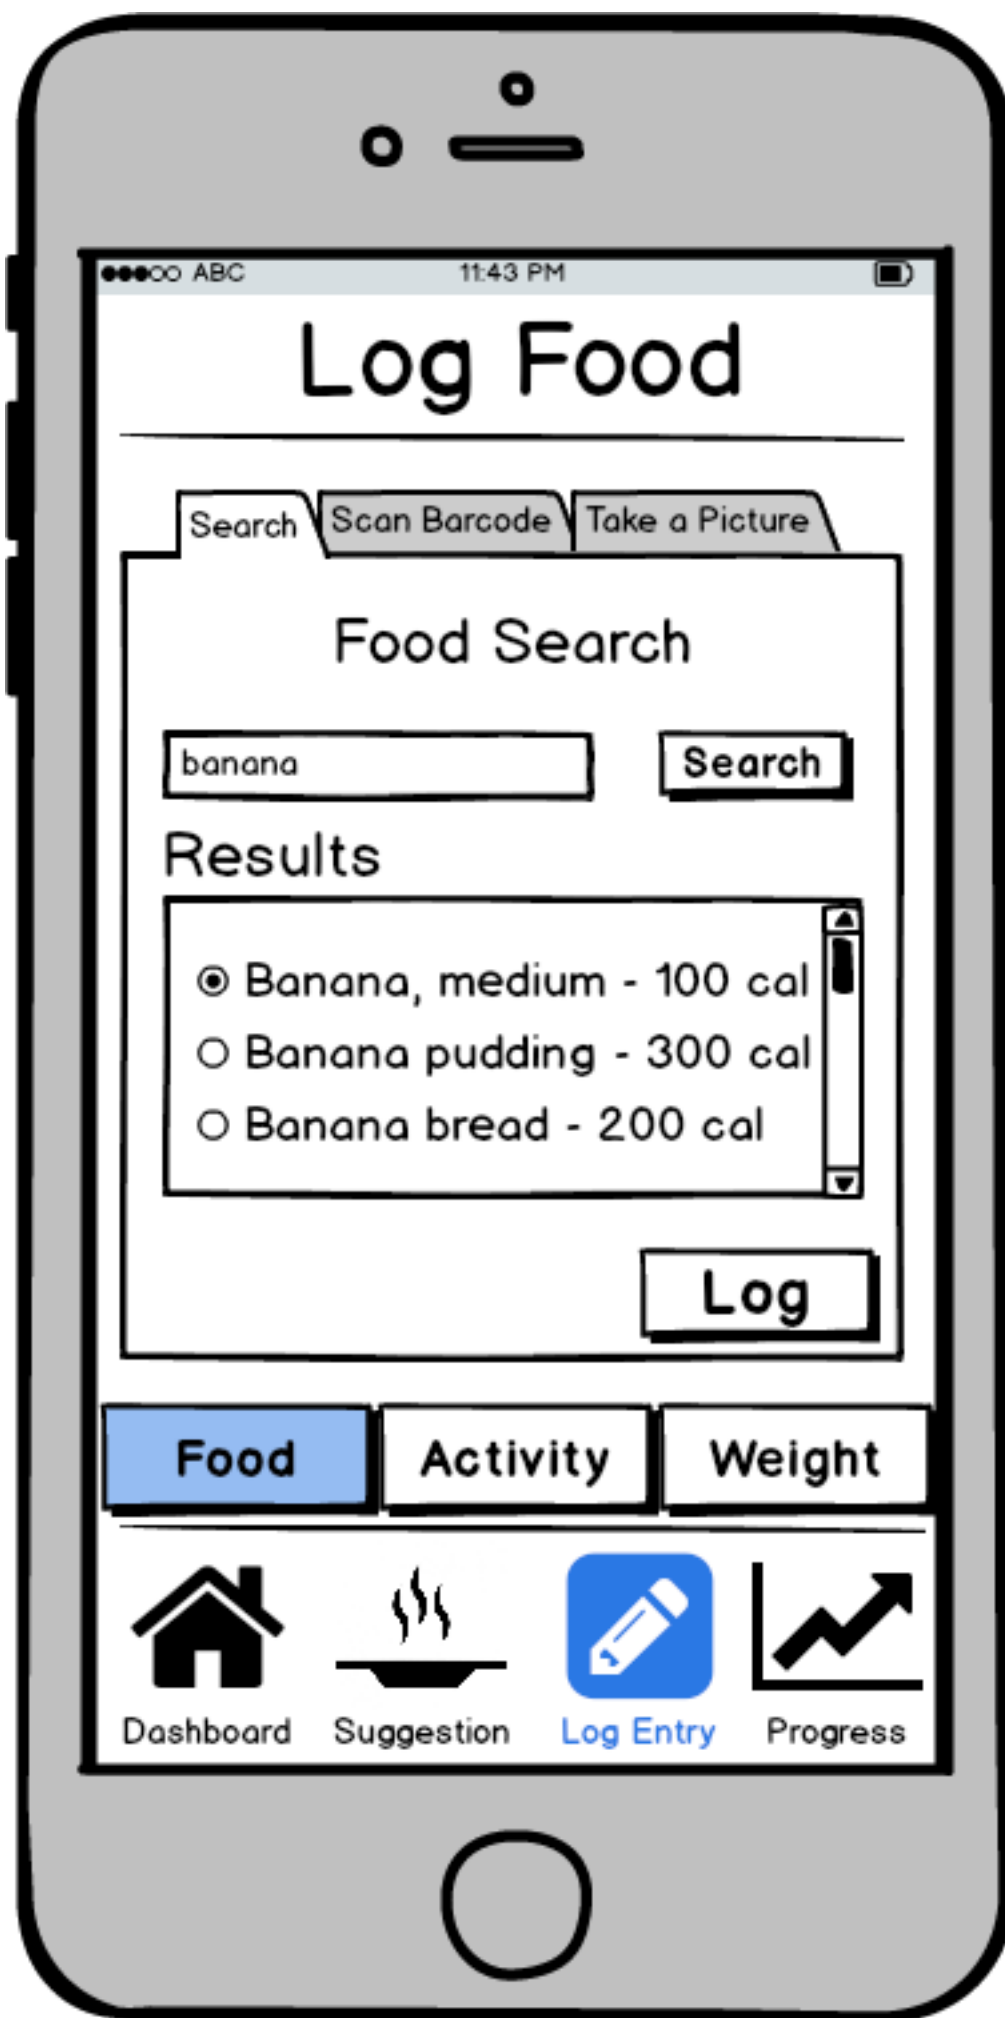 ABC 11:43 PM
Log Food
Search Scan Barcode Take a Picture
Food Search
banana Search
Results
Banana, medium - 100 cal
Banana pudding - 300 cal
Banana bread - 200 cal
Log
Food Activity Weight
Dashboard Suggestion Log Entry Progress